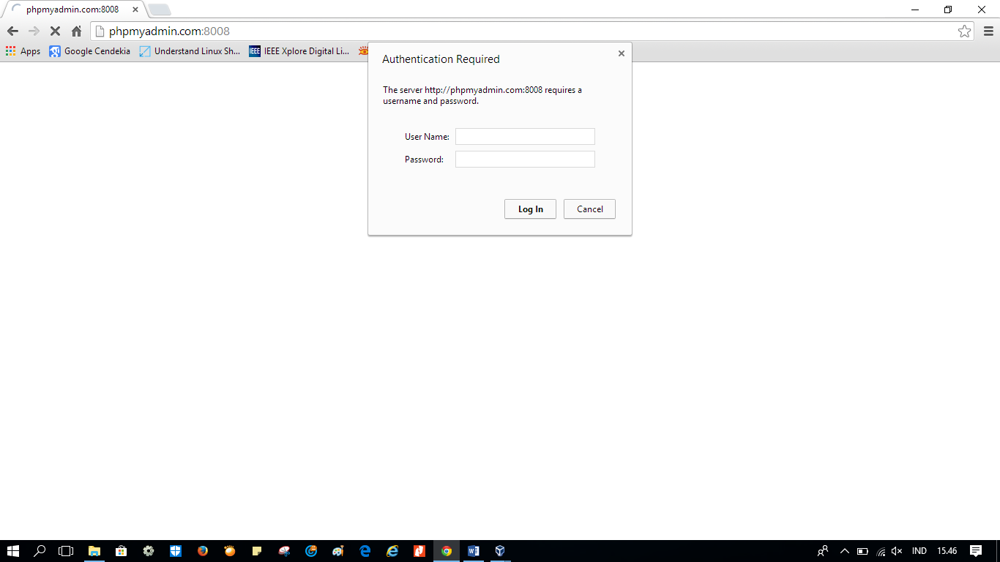 phpmyadmin.com:8008
phpmyadmin.com:8008
Apps Google Cendekia Understand Linux Sh... IEEE IEEE Xplore Digital Li...
Authentication Required
The server http://phpmyadmin.com:8008 requires a
username and password.
User Name:
Password:
Log In Cancel
IND 15.46